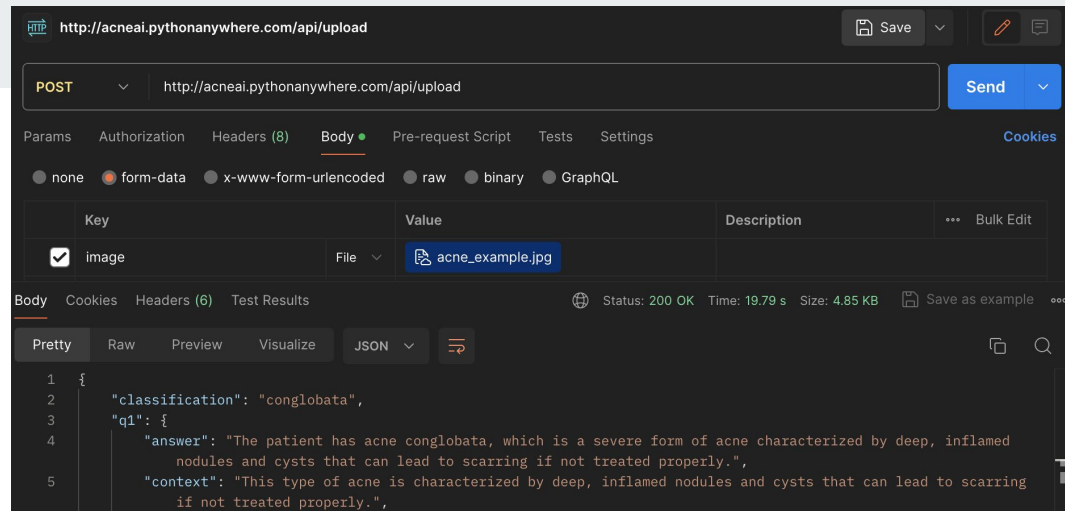 HTTP http://acneai.pythonanywhere.com/api/upload Save
POST http://acneai.pythonanywhere.com/api/upload Send
Params Authorization Headers (8) Body Pre-request Script Tests Settings Cookies
none form-data x-www-form-urlencoded raw binary GraphQL
Key Value Description Bulk Edit
image File acne_example.jpg
Body Cookies Headers (6) Test Results Status: 200 OK Time: 19.79 s Size: 4.85 KB Save as example
Pretty Raw Preview Visualize JSON
1 {
2 "classification": "conglobata",
3 "q1": {
4 "answer": "The patient has acne conglobata, which is a severe form of acne characterized by deep, inflamed
nodules and cysts that can lead to scarring if not treated properly.",
5 "context": "This type of acne is characterized by deep, inflamed nodules and cysts that can lead to scarring
if not treated properly.",